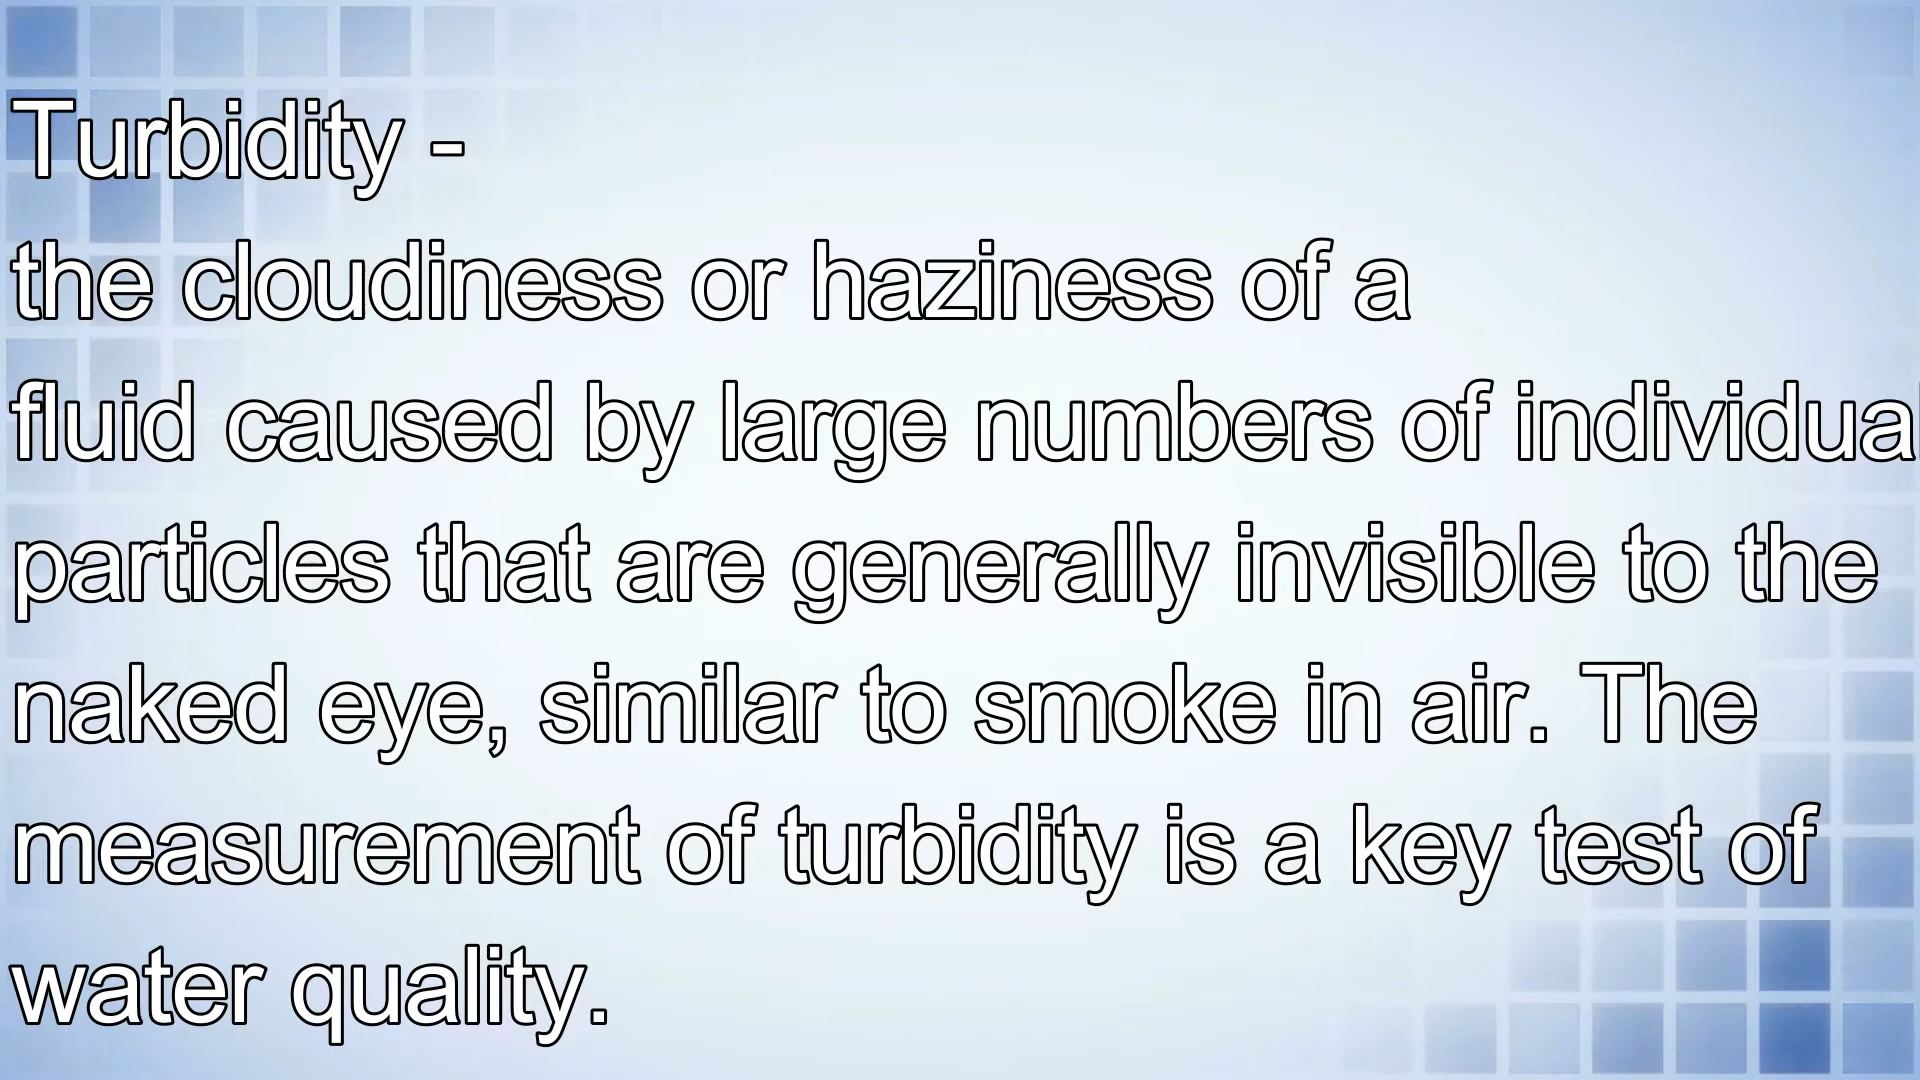 Turbidity -
the cloudiness or haziness of a
fluid caused by large numbers of individual
particles that are generally invisible to the
naked eye, similar to smoke in air. The
measurement of turbidity is a key test of
water quality.